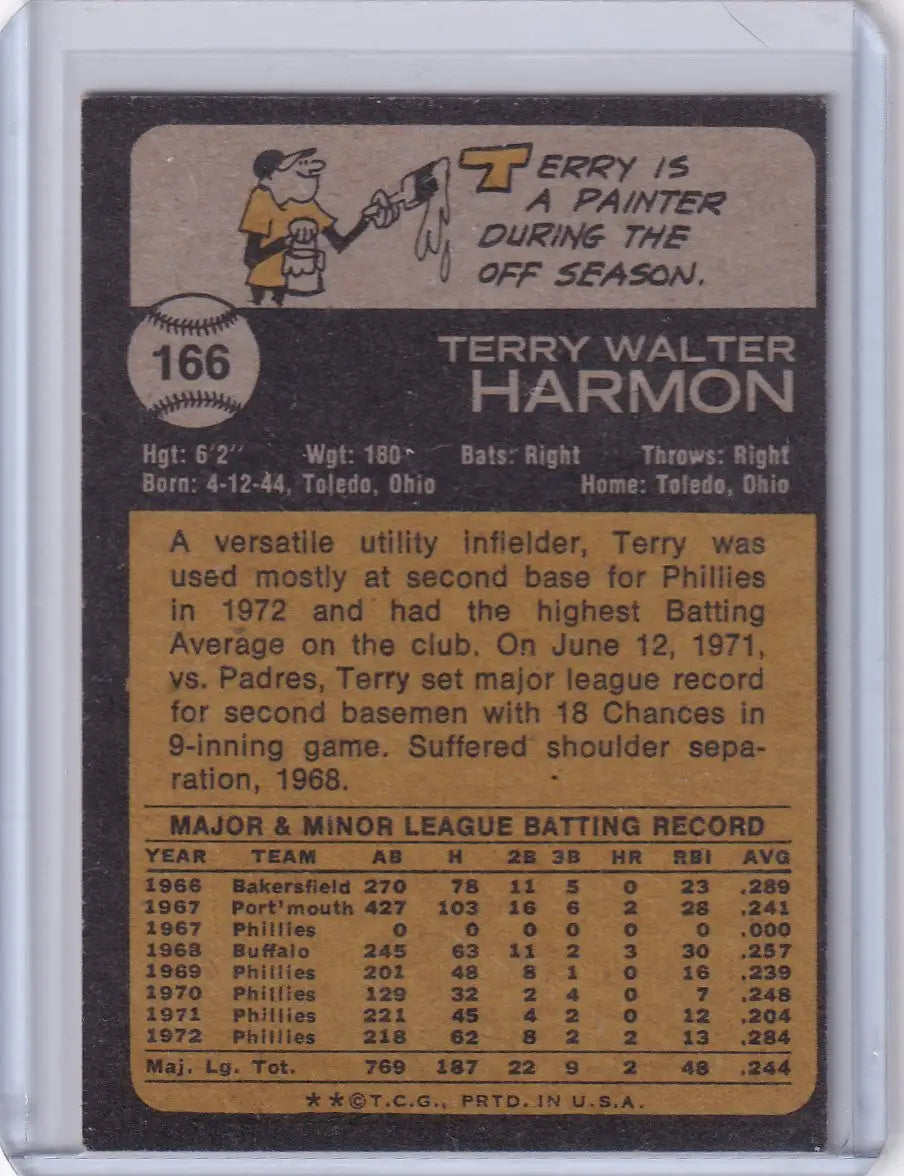 TERRY IS
A PAINTER
DURING THE
OFF SEASON.
166
TERRY WALTER
HARMON
Hgt: 6'2" Wgt: 180 Bats: Right Throws: Right
Born: 4-12-44, Toledo, Ohio Home: Toledo, Ohio
A versatile utility infielder, Terry was
used mostly at second base for Phillies
in 1972 and had the highest Batting
Average on the club. On June 12, 1971,
vs. Padres, Terry set major league record
for second basemen with 18 Chances in
9-inning game. Suffered shoulder sepa-
ration, 1968.
MAJOR & MINOR LEAGUE BATTING RECORD
YEAR TEAM AB H 2B 3B HR RBI AVG
1966 Bakersfield 270 78 11 5 0 23 .289
1967 Port'mouth 427 103 16 6 2 28 .241
1967 Phillies 0 0 0 0 0 0 .000
1968 Buffalo 245 63 11 2 3 30 .257
1969 Phillies 201 48 8 1 0 16 .239
1970 Phillies 129 32 2 4 0 7 .248
1971 Phillies 221 45 4 2 0 12 .204
1972 Phillies 218 62 8 2 2 13 .284
Maj. Lg. Tot. 769 187 22 9 2 48 .244
**©T.C.G., PRTD. IN U.S.A.